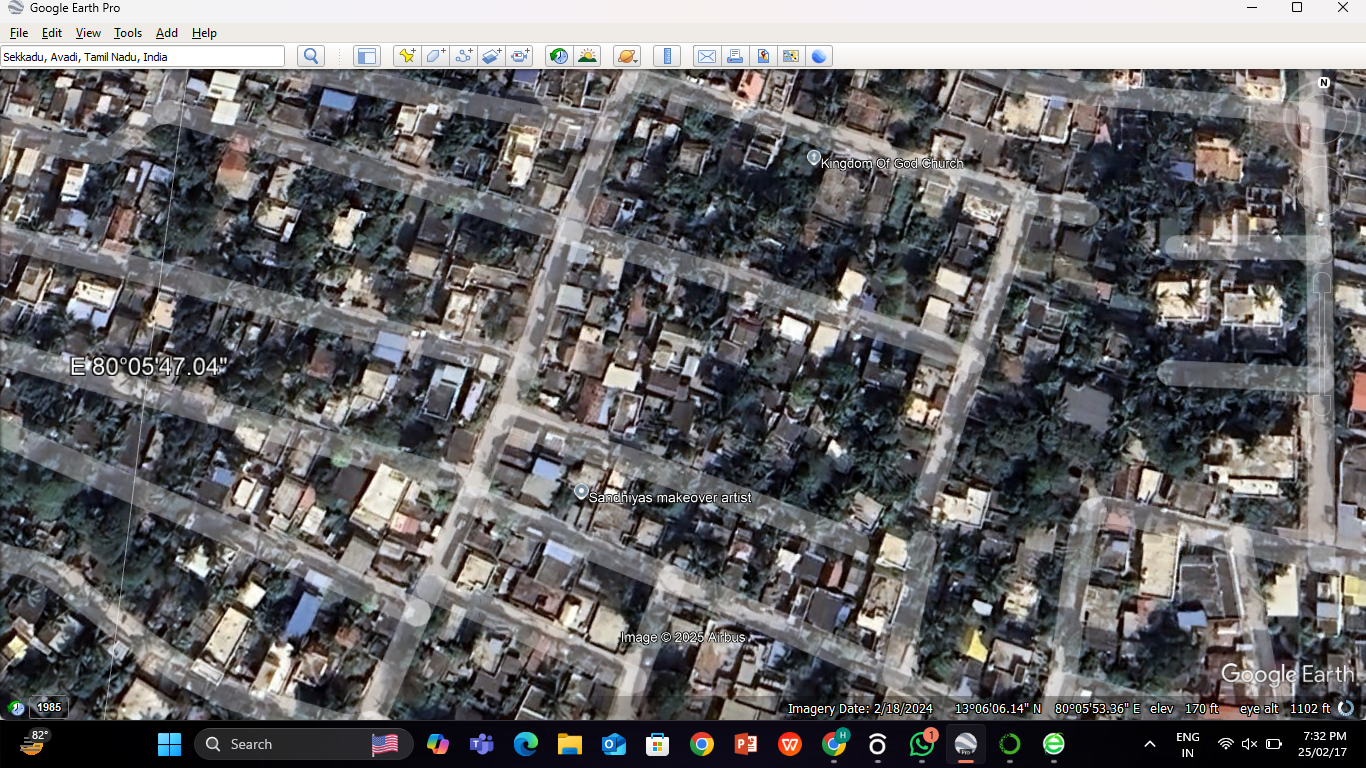 Google Earth Pro
File Edit View Tools Add Help
Sekkadu, Avadi, Tamil Nadu, India
N
Kingdom Of God Church
E 80°05'47.04"
Sandhiyas makeover artist
Image © 2025 Airbus
Google Earth
1985
Imagery Date: 2/18/2024 13°06'06.14" N 80°05'53.36" E elev 170 ft eye alt 1102 ft
82°
Search
H
1
Pro
ENG
IN
7:32 PM
25/02/17